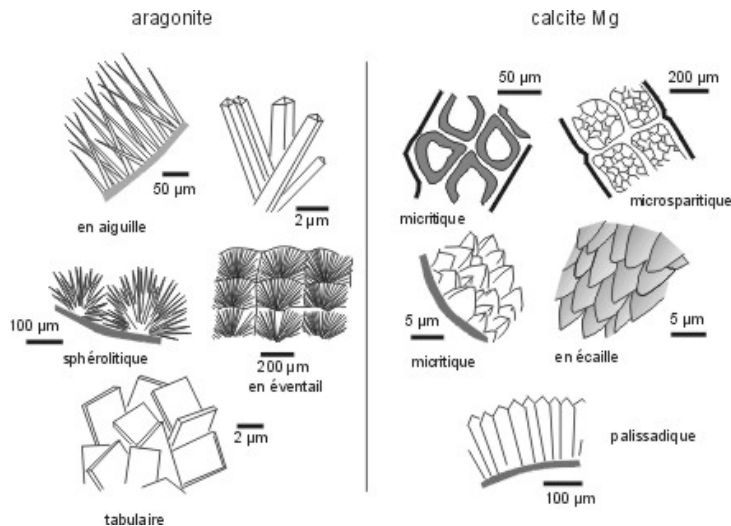 aragonite
50 µm
en aiguille
2 µm
100 µm
sphérolitique
200 µm
en éventail
2 µm
tabulaire
calcite Mg
50 µm
micritique
200 µm
microsparitique
5 µm
micritique
5 µm
en écaille
palissadique
100 µm